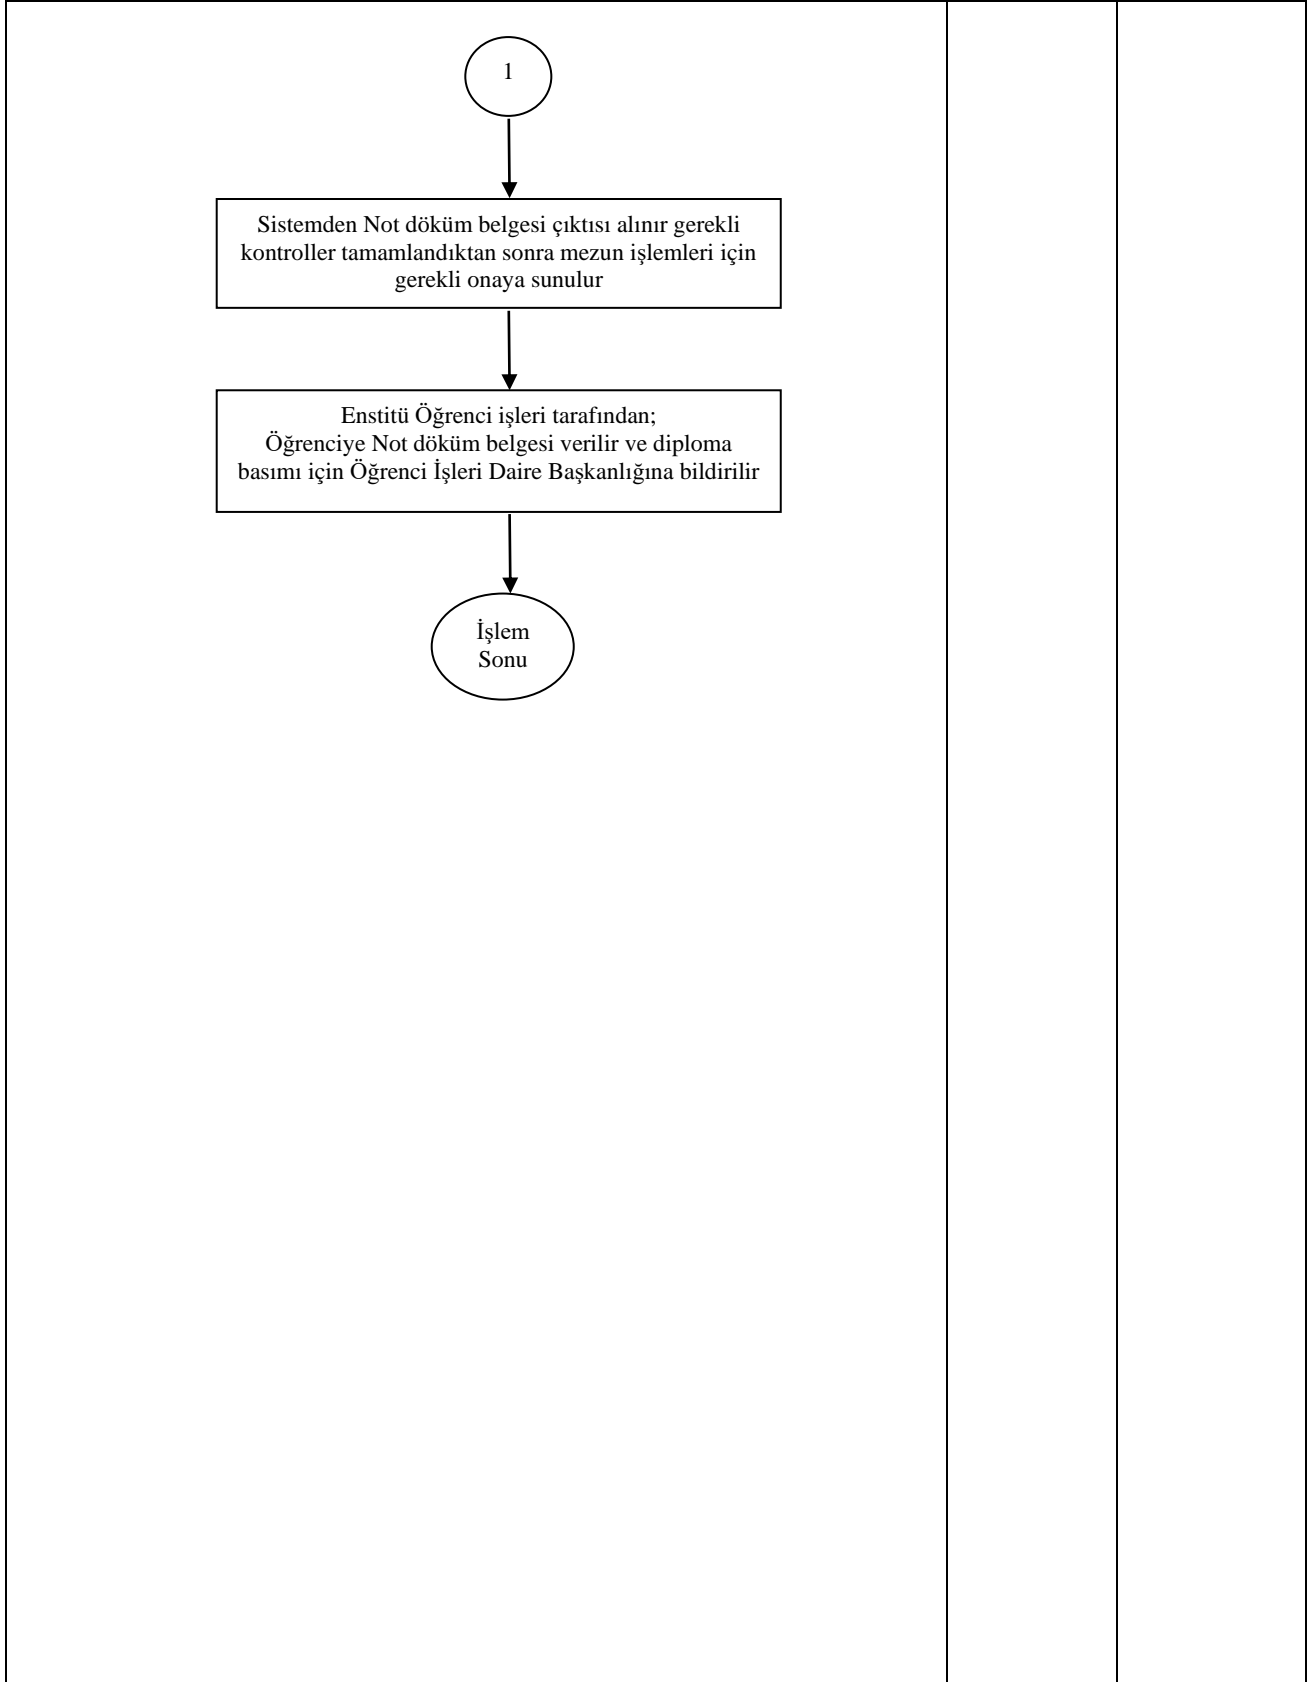 1
Sistemden Not döküm belgesi çıktısı alınır gerekli
kontroller tamamlandıktan sonra mezun işlemleri için
gerekli onaya sunulur
Enstitü Öğrenci işleri tarafından;
Öğrenciye Not döküm belgesi verilir ve diploma
basımı için Öğrenci İşleri Daire Başkanlığına bildirilir
İşlem
Sonu